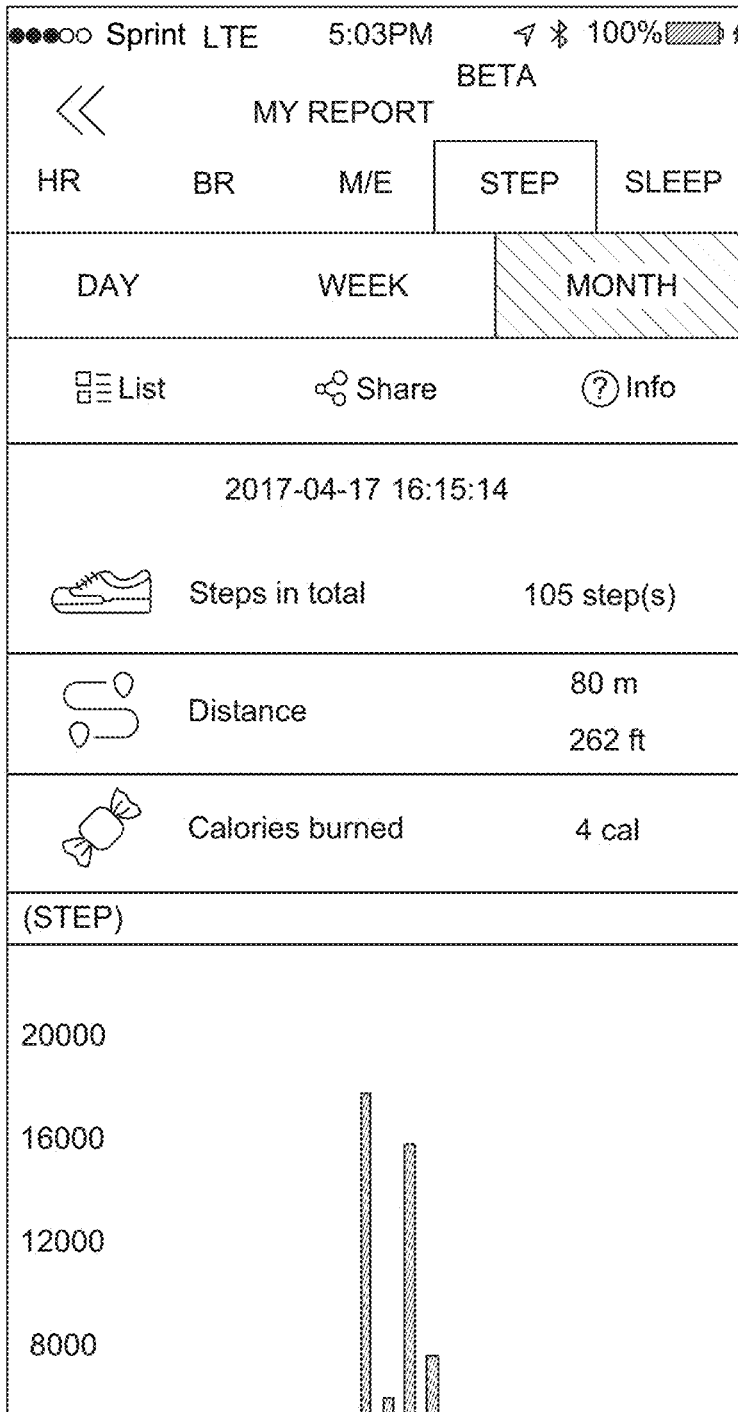 Sprint LTE 5:03PM 100%
BETA
MY REPORT
HR BR M/E STEP SLEEP
DAY WEEK MONTH
List Share ? Info
2017-04-17 16:15:14
Steps in total 105 step(s)
Distance 80 m
262 ft
Calories burned 4 cal
(STEP)
20000
16000
12000
8000